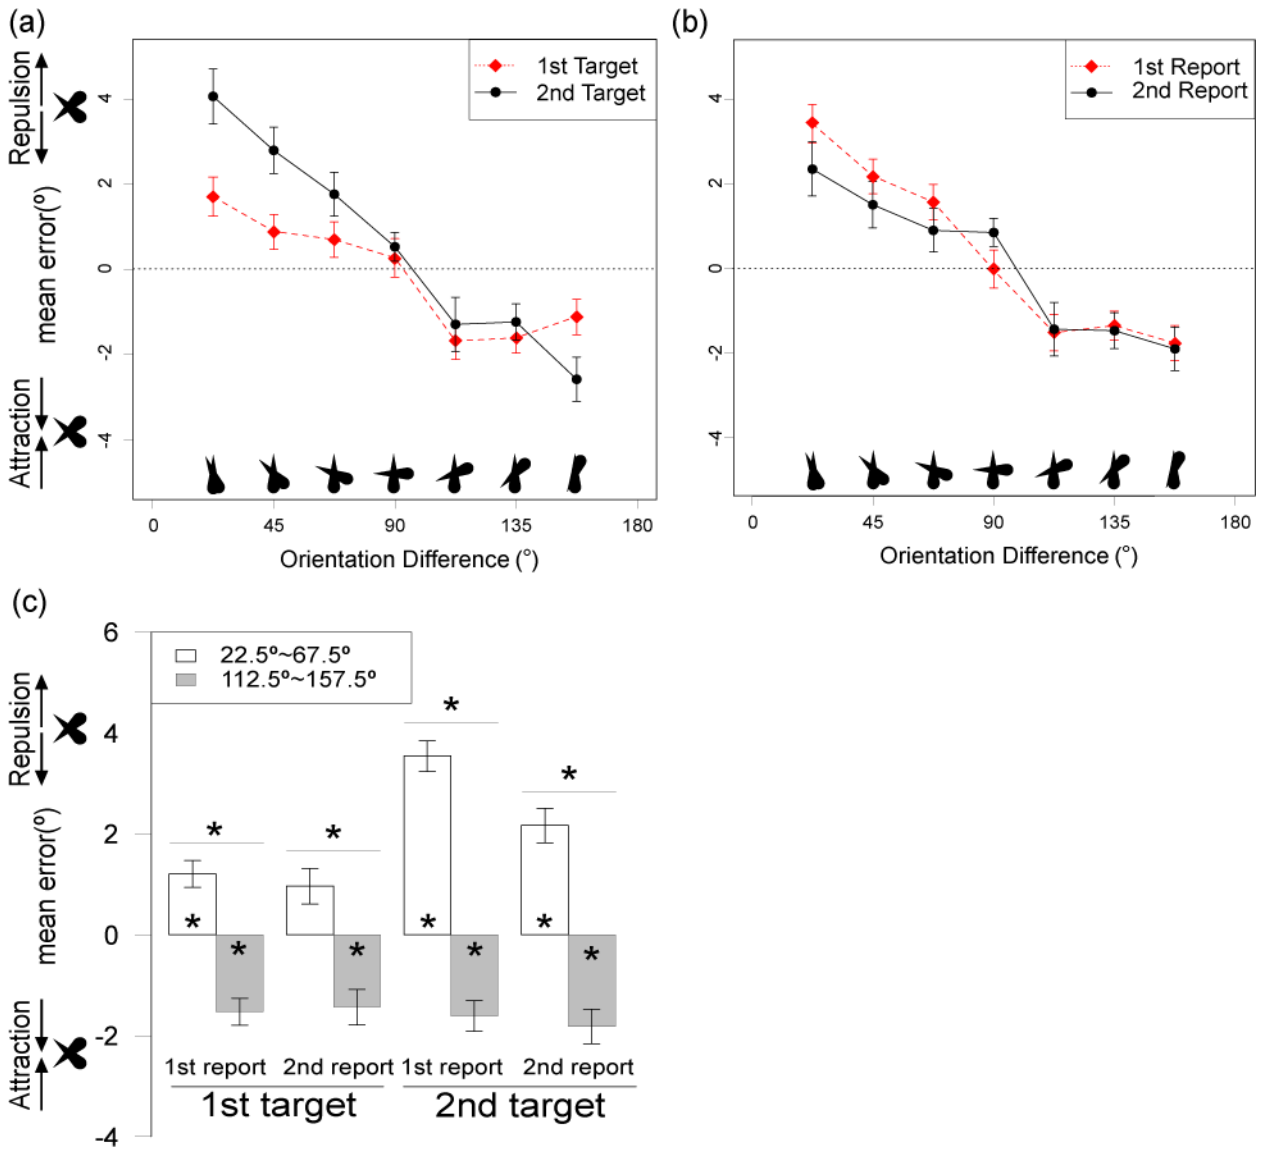 (a)
Repulsion
mean error(º)
Attraction
1st Target
2nd Target
4
2
0
-2
-4
0 45 90 135 180
Orientation Difference (°)
(b)
1st Report
2nd Report
4
2
0
-2
-4
0 45 90 135 180
Orientation Difference (°)
(c)
Repulsion
mean error(º)
Attraction
6
4
2
0
-2
-4
22.5º~67.5º
112.5º~157.5º
* * * *
* * * *
* * *
1st report 2nd report 1st report 2nd report
1st target 2nd target